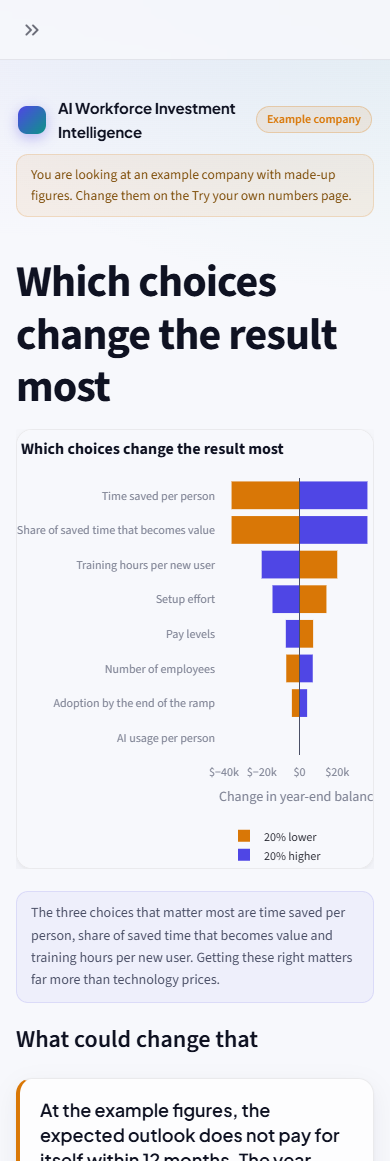 AI Workforce Investment
Intelligence
Example company
You are looking at an example company with made-up
figures. Change them on the Try your own numbers page.
Which choices
change the result
most
Which choices change the result most
Time saved per person
Share of saved time that becomes value
Training hours per new user
Setup effort
Pay levels
Number of employees
Adoption by the end of the ramp
AI usage per person
$−40k $−20k $0 $20k
Change in year-end balanc
20% lower
20% higher
The three choices that matter most are time saved per
person, share of saved time that becomes value and
training hours per new user. Getting these right matters
far more than technology prices.
What could change that
At the example figures, the
expected outlook does not pay for
itself within 12 months. The year